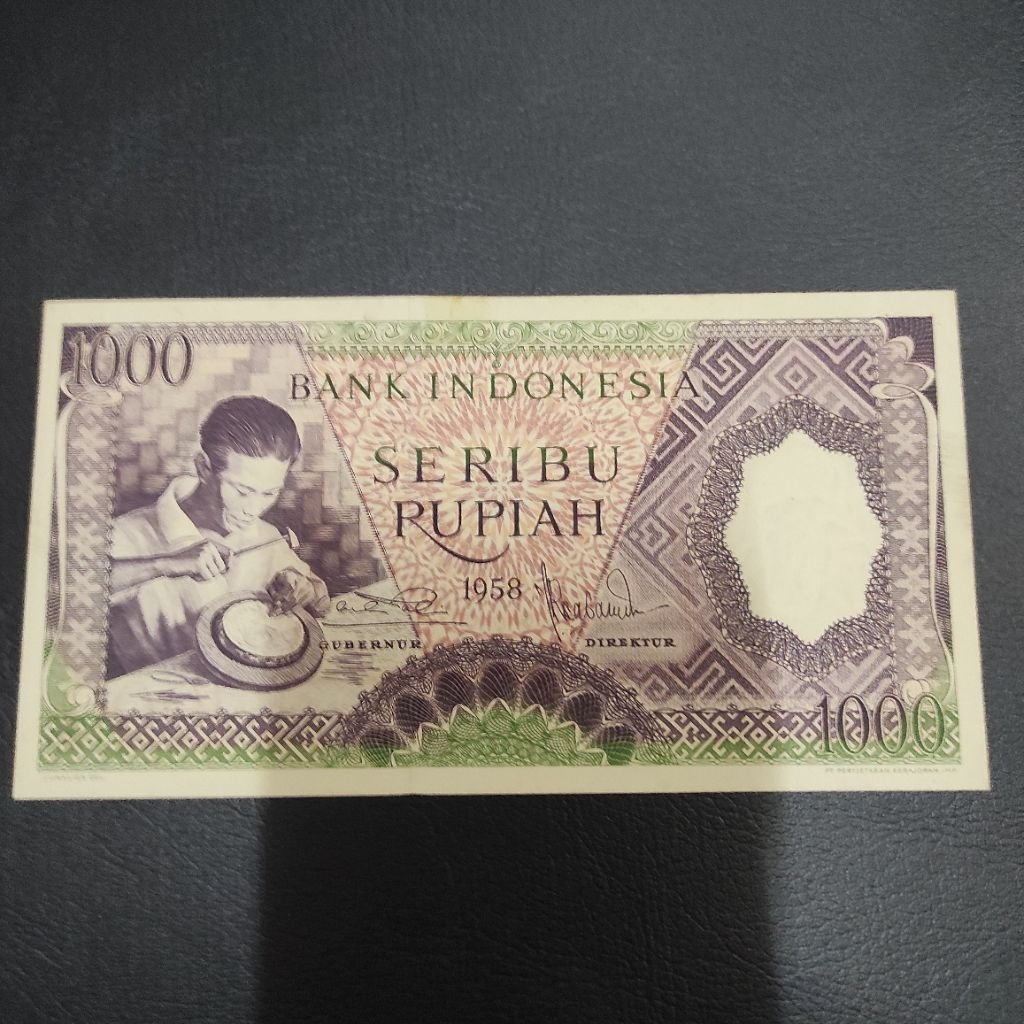 1000
BANK INDONESIA
SERIBU
RUPIAH
1958
GUBERNUR DIREKTUR
1000